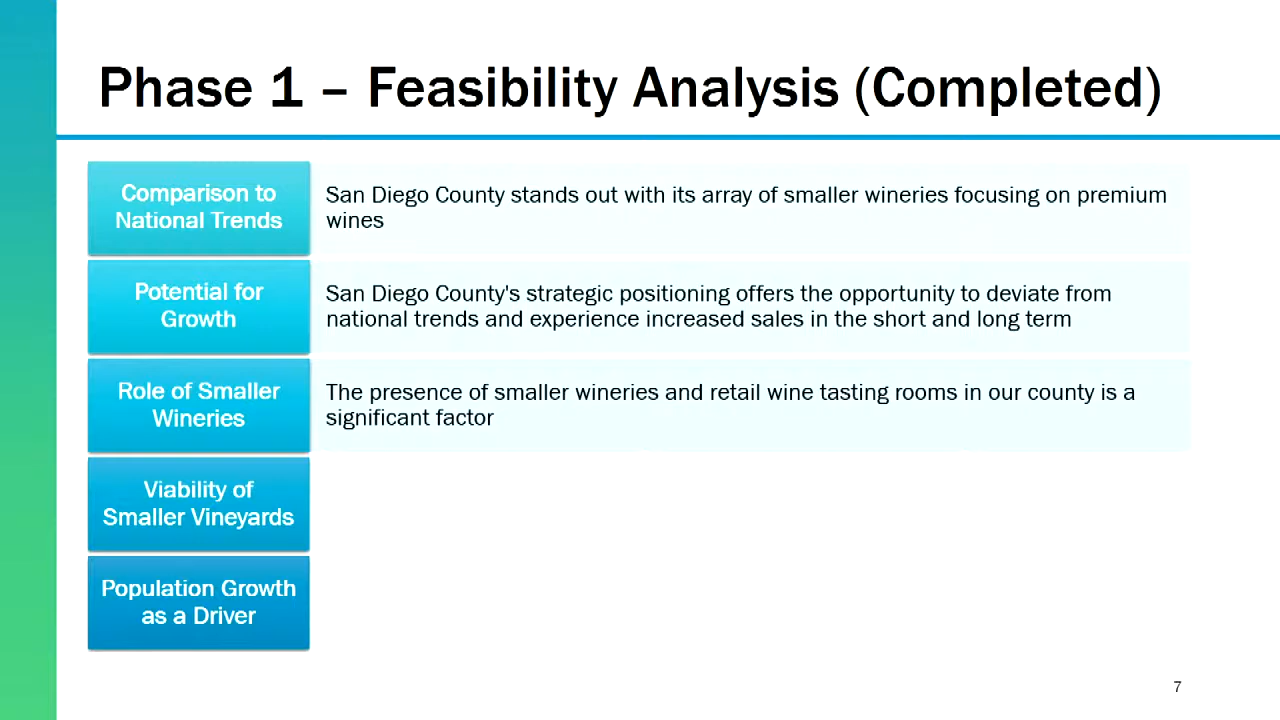 Phase 1 – Feasibility Analysis (Completed)
Comparison to
National Trends
San Diego County stands out with its array of smaller wineries focusing on premium
wines
Potential for
Growth
San Diego County's strategic positioning offers the opportunity to deviate from
national trends and experience increased sales in the short and long term
Role of Smaller
Wineries
The presence of smaller wineries and retail wine tasting rooms in our county is a
significant factor
Viability of
Smaller Vineyards
Population Growth
as a Driver
7